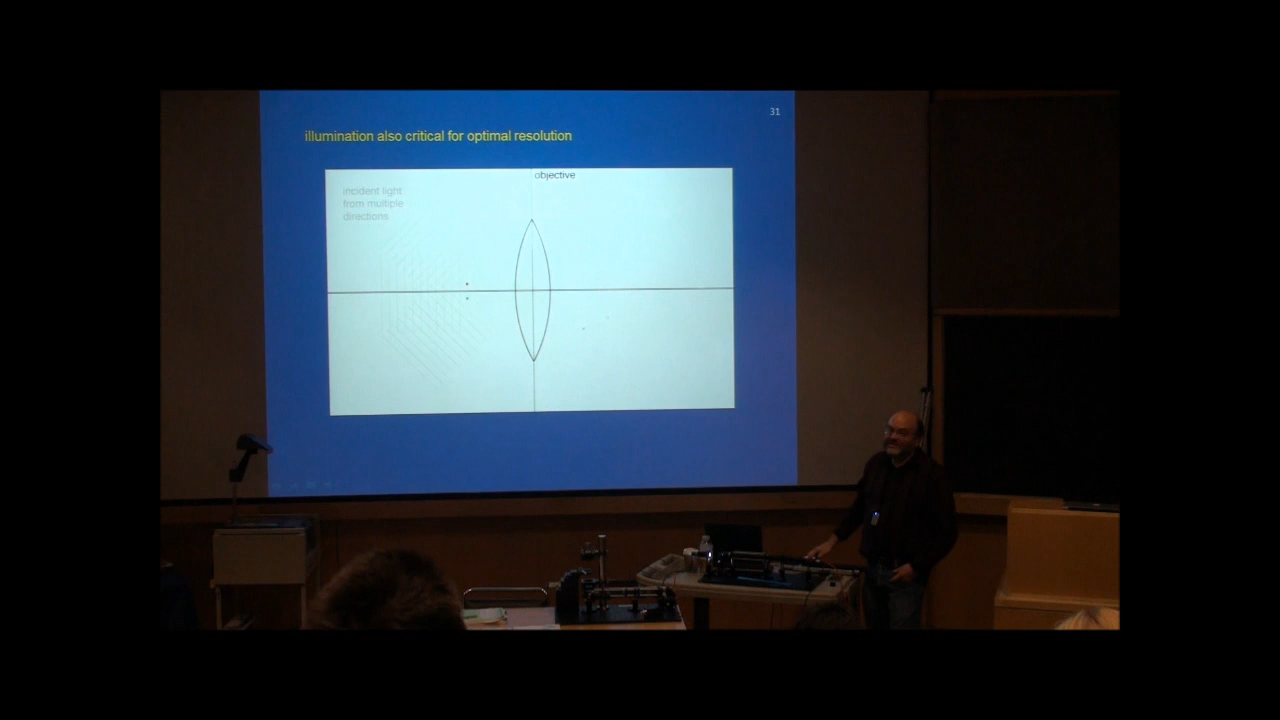 31
illumination also critical for optimal resolution
objective
incident light
from multiple
directions